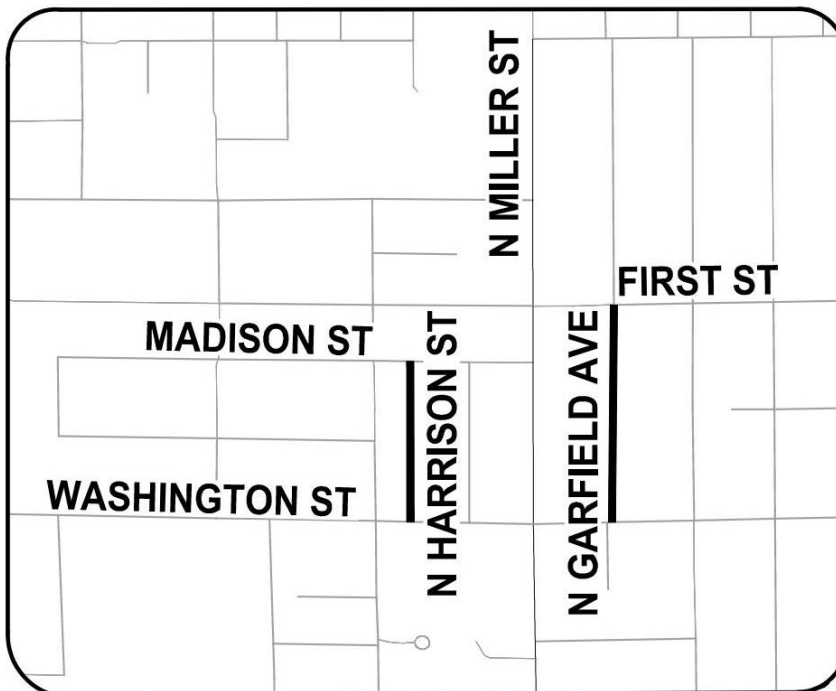 N MILLER ST
FIRST ST
MADISON ST
N HARRISON ST
N GARFIELD AVE
WASHINGTON ST